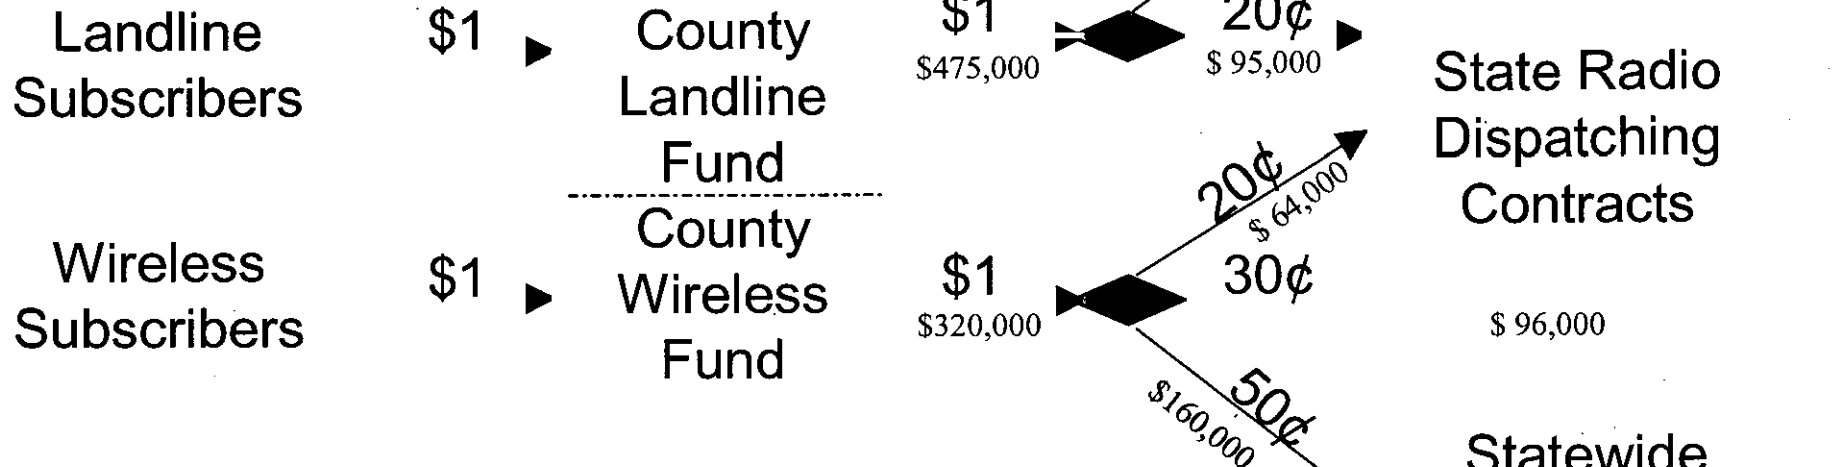 Landline
Subscribers
$1
County
Landline
Fund
$1
$475,000
20¢
$ 95,000
State Radio
Dispatching
Contracts
Wireless
Subscribers
$1
County
Wireless
Fund
$1
$320,000
20¢
$ 64,000
30¢
$ 96,000
50¢
$160,000
Statewide